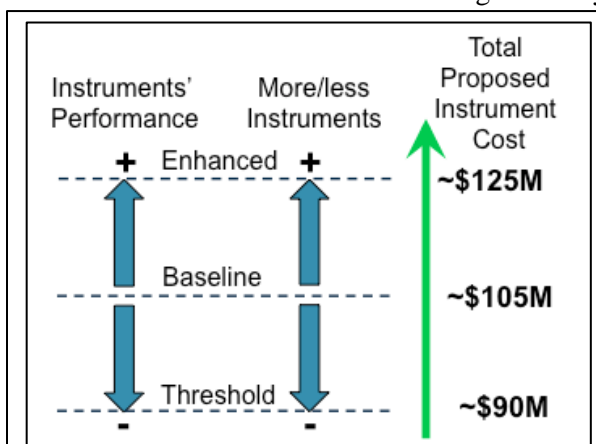 Instruments'
Performance
More/less
Instruments
Total
Proposed
Instrument
Cost
+ Enhanced +
~$125M
Baseline
~$105M
Threshold
~$90M
- -